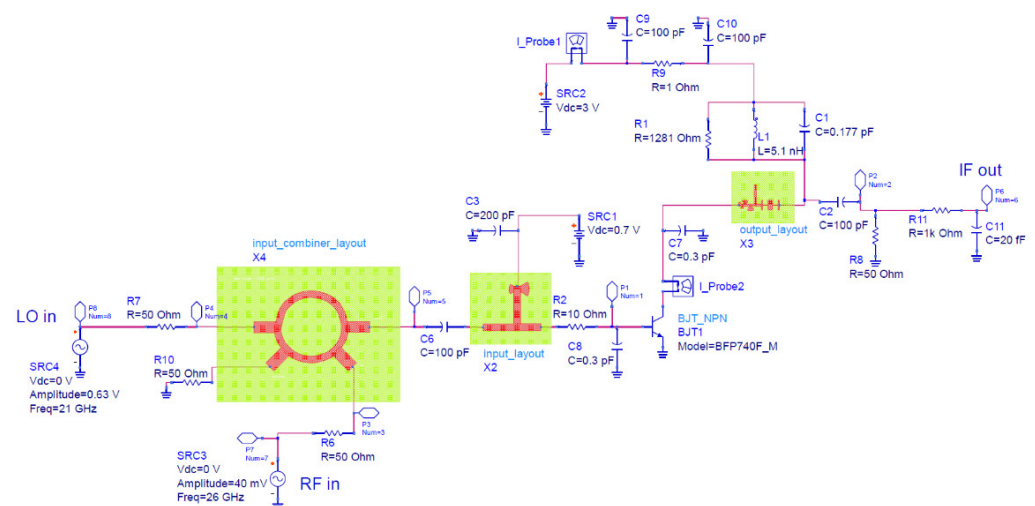 C9
C=100 pF
C10
C=100 pF
I_Probe1
R9
R=1 Ohm
SRC2
Vdc=3 V
R1
R=1281 Ohm
L1
L=5.1 nH
C1
C=0.177 pF
P2
Num=2
IF out
P6
Num=6
C3
C=200 pF
SRC1
Vdc=0.7 V
output_layout
X3
C2
C=100 pF
R11
R=1k Ohm
C11
C=20 fF
R8
R=50 Ohm
C7
C=0.3 pF
I_Probe2
input_combiner_layout
X4
LO in
P8
Num=8
R7
R=50 Ohm
P4
Num=4
P5
Num=5
C6
C=100 pF
Input_layout
X2
R2
R=10 Ohm
P1
Num=1
C8
C=0.3 pF
BJT_NPN
BJT1
Model=BFP740F_M
SRC4
Vdc=0 V
Amplitude=0.63 V
Freq=21 GHz
R10
R=50 Ohm
P3
Num=3
P7
Num=7
R6
R=50 Ohm
SRC3
Vdc=0 V
Amplitude=40 mV
Freq=26 GHz
RF in